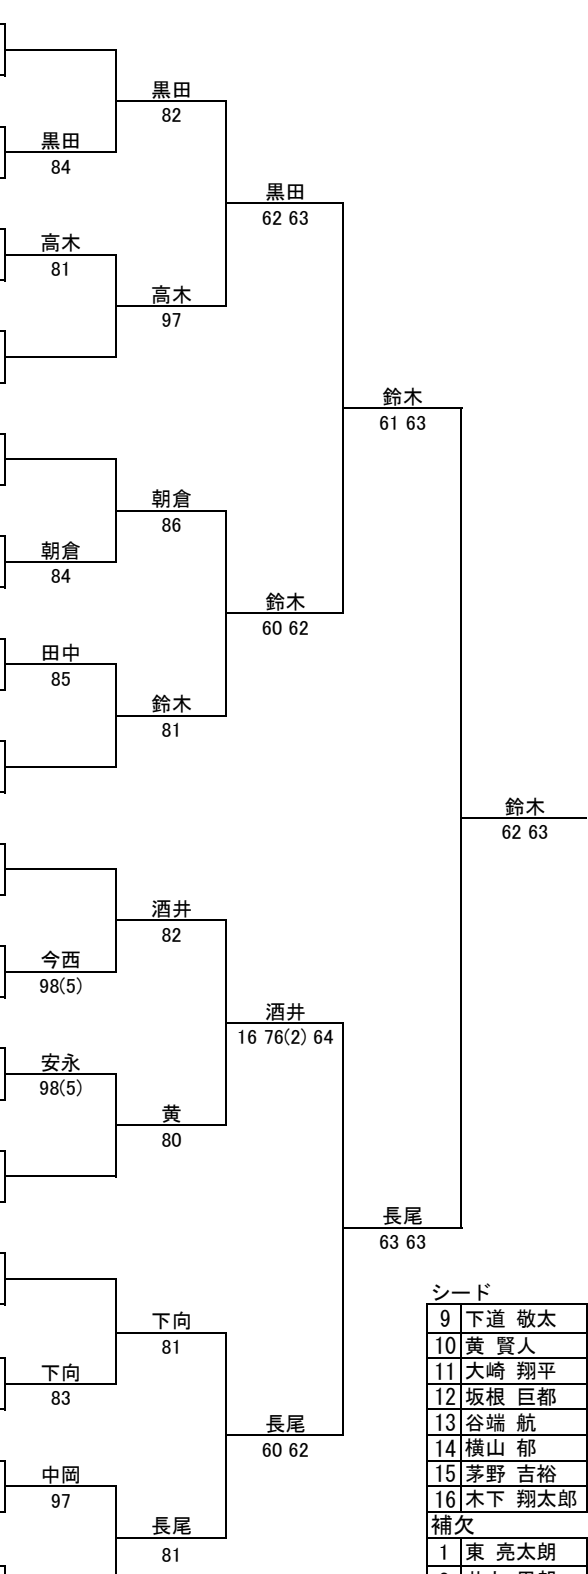 黒田
82
黒田
84
黒田
62 63
高木
81
高木
97
鈴木
61 63
朝倉
86
朝倉
84
鈴木
60 62
田中
85
鈴木
81
鈴木
62 63
酒井
82
今西
98(5)
酒井
16 76(2) 64
安永
98(5)
黄
80
長尾
63 63
下向
81
下向
83
長尾
60 62
中岡
97
長尾
81
シード
9 下道 敬太
10 黄 賢人
11 大崎 翔平
12 坂根 巨都
13 谷端 航
14 横山 郁
15 茅野 吉裕
16 木下 翔太郎
補欠
1 東 亮太朗